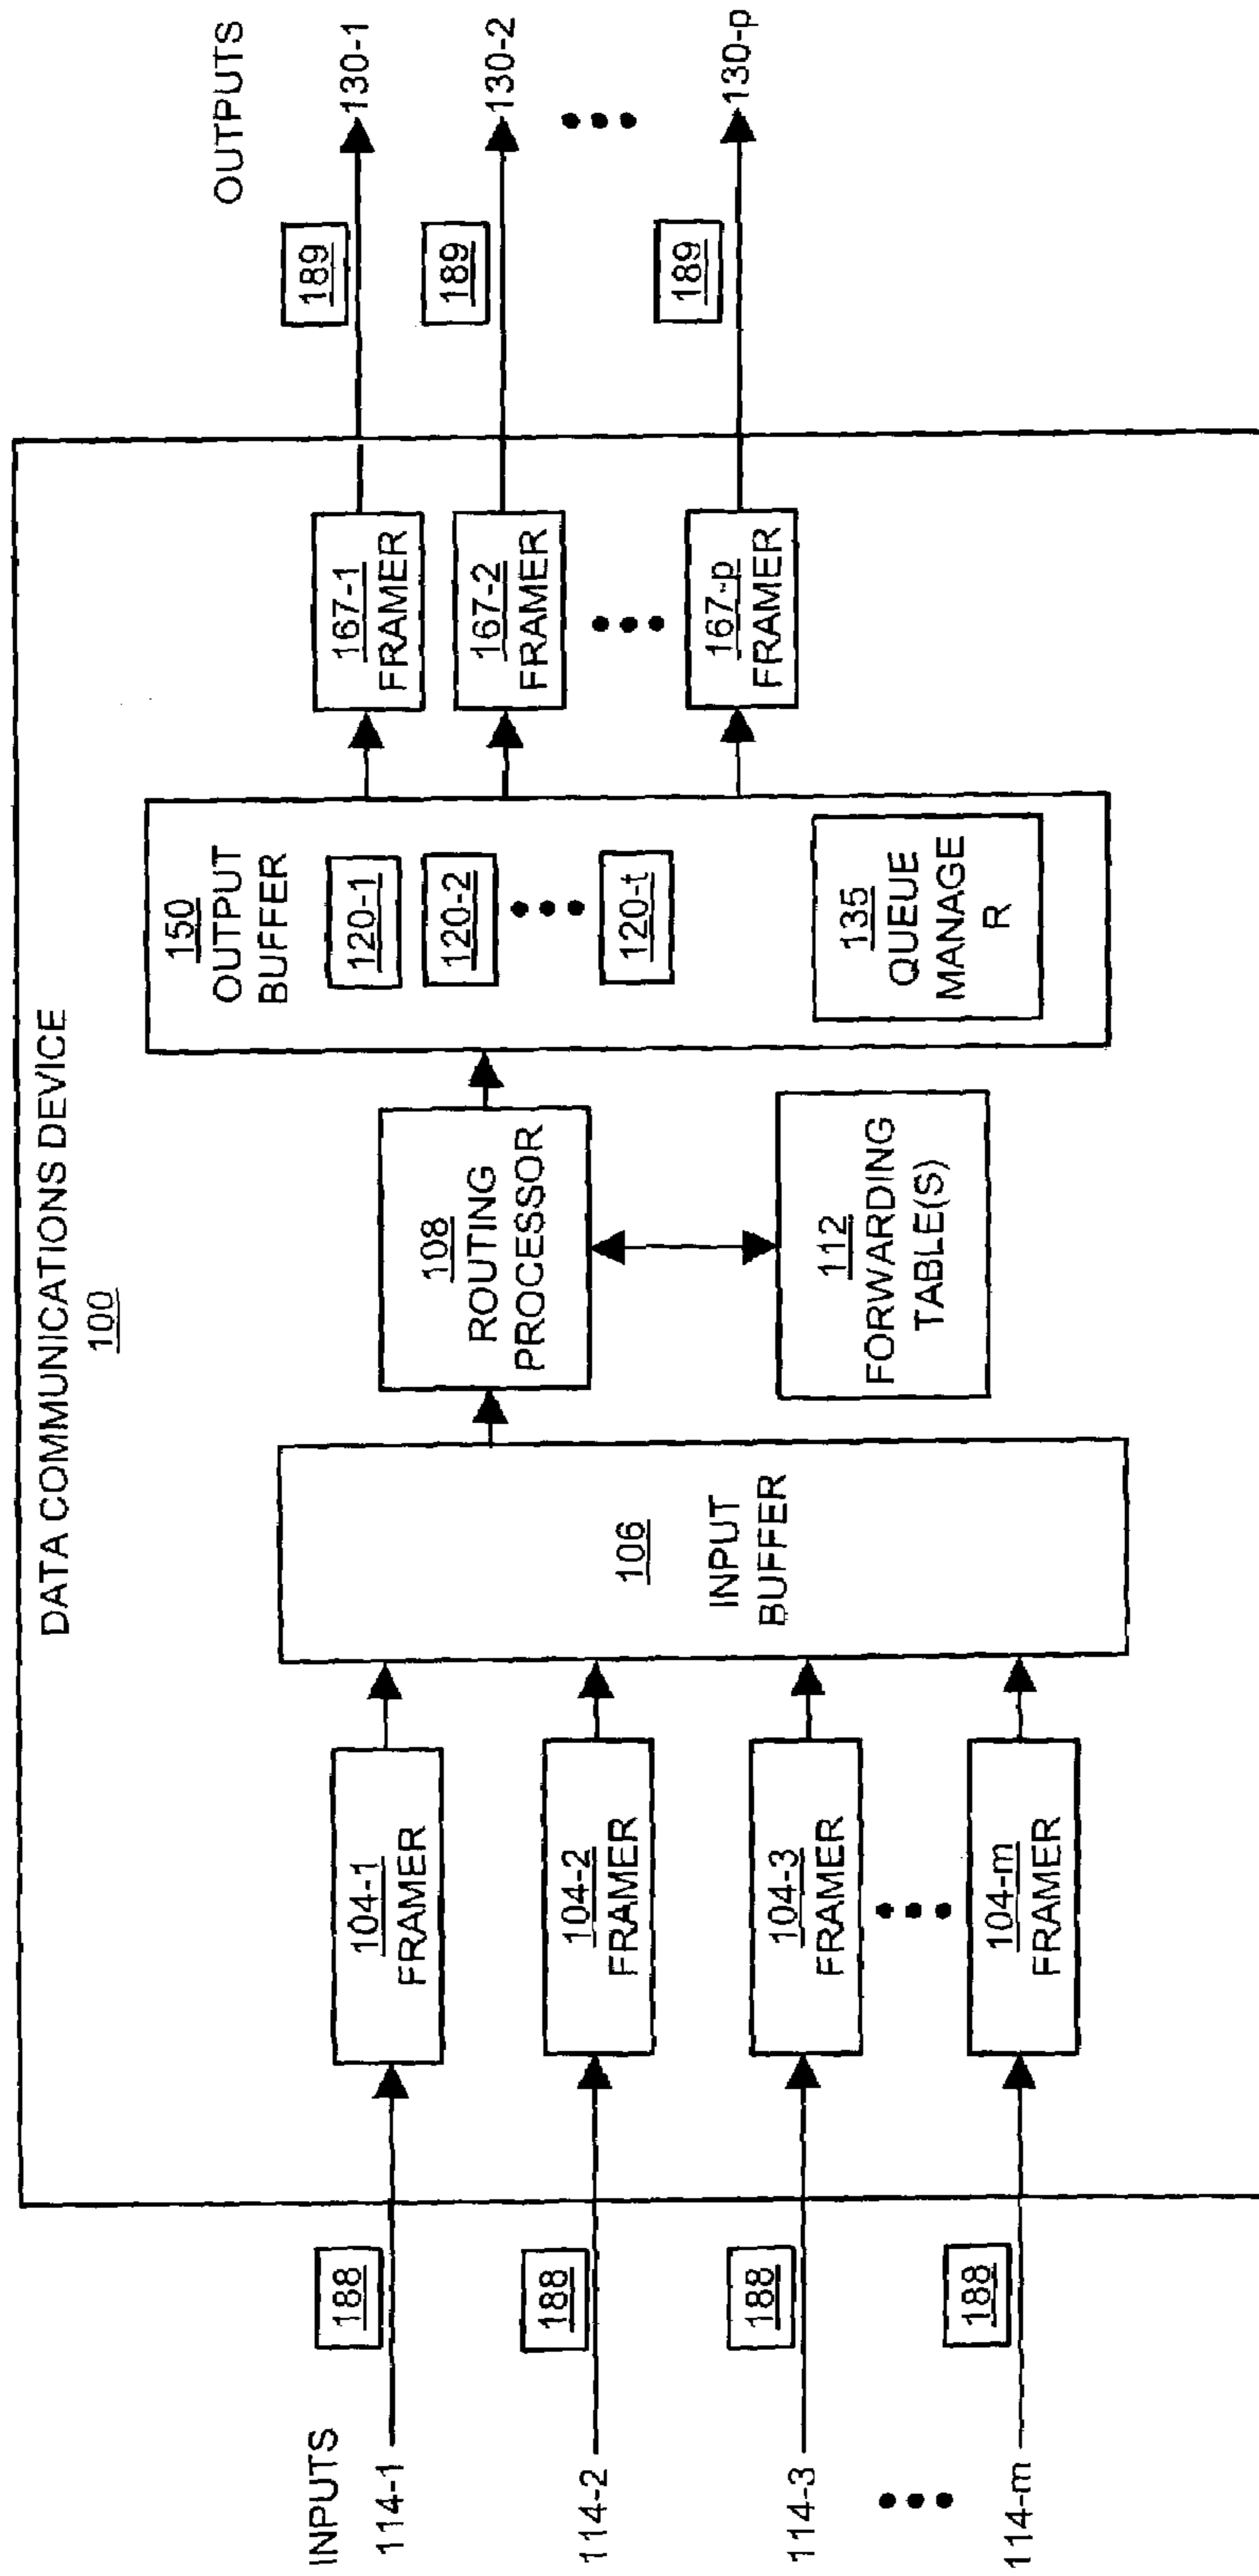 DATA COMMUNICATIONS DEVICE
100
INPUTS
114-1
188
114-2
188
114-3
188
114-m
188
104-1
FRAMER
104-2
FRAMER
104-3
FRAMER
104-m
FRAMER
106
INPUT
BUFFER
108
ROUTING
PROCESSOR
112
FORWARDING
TABLE(S)
150
OUTPUT
BUFFER
120-1
120-2
120-t
135
QUEUE
MANAGE
R
167-1
FRAMER
167-2
FRAMER
167-p
FRAMER
OUTPUTS
189
130-1
189
130-2
189
130-p